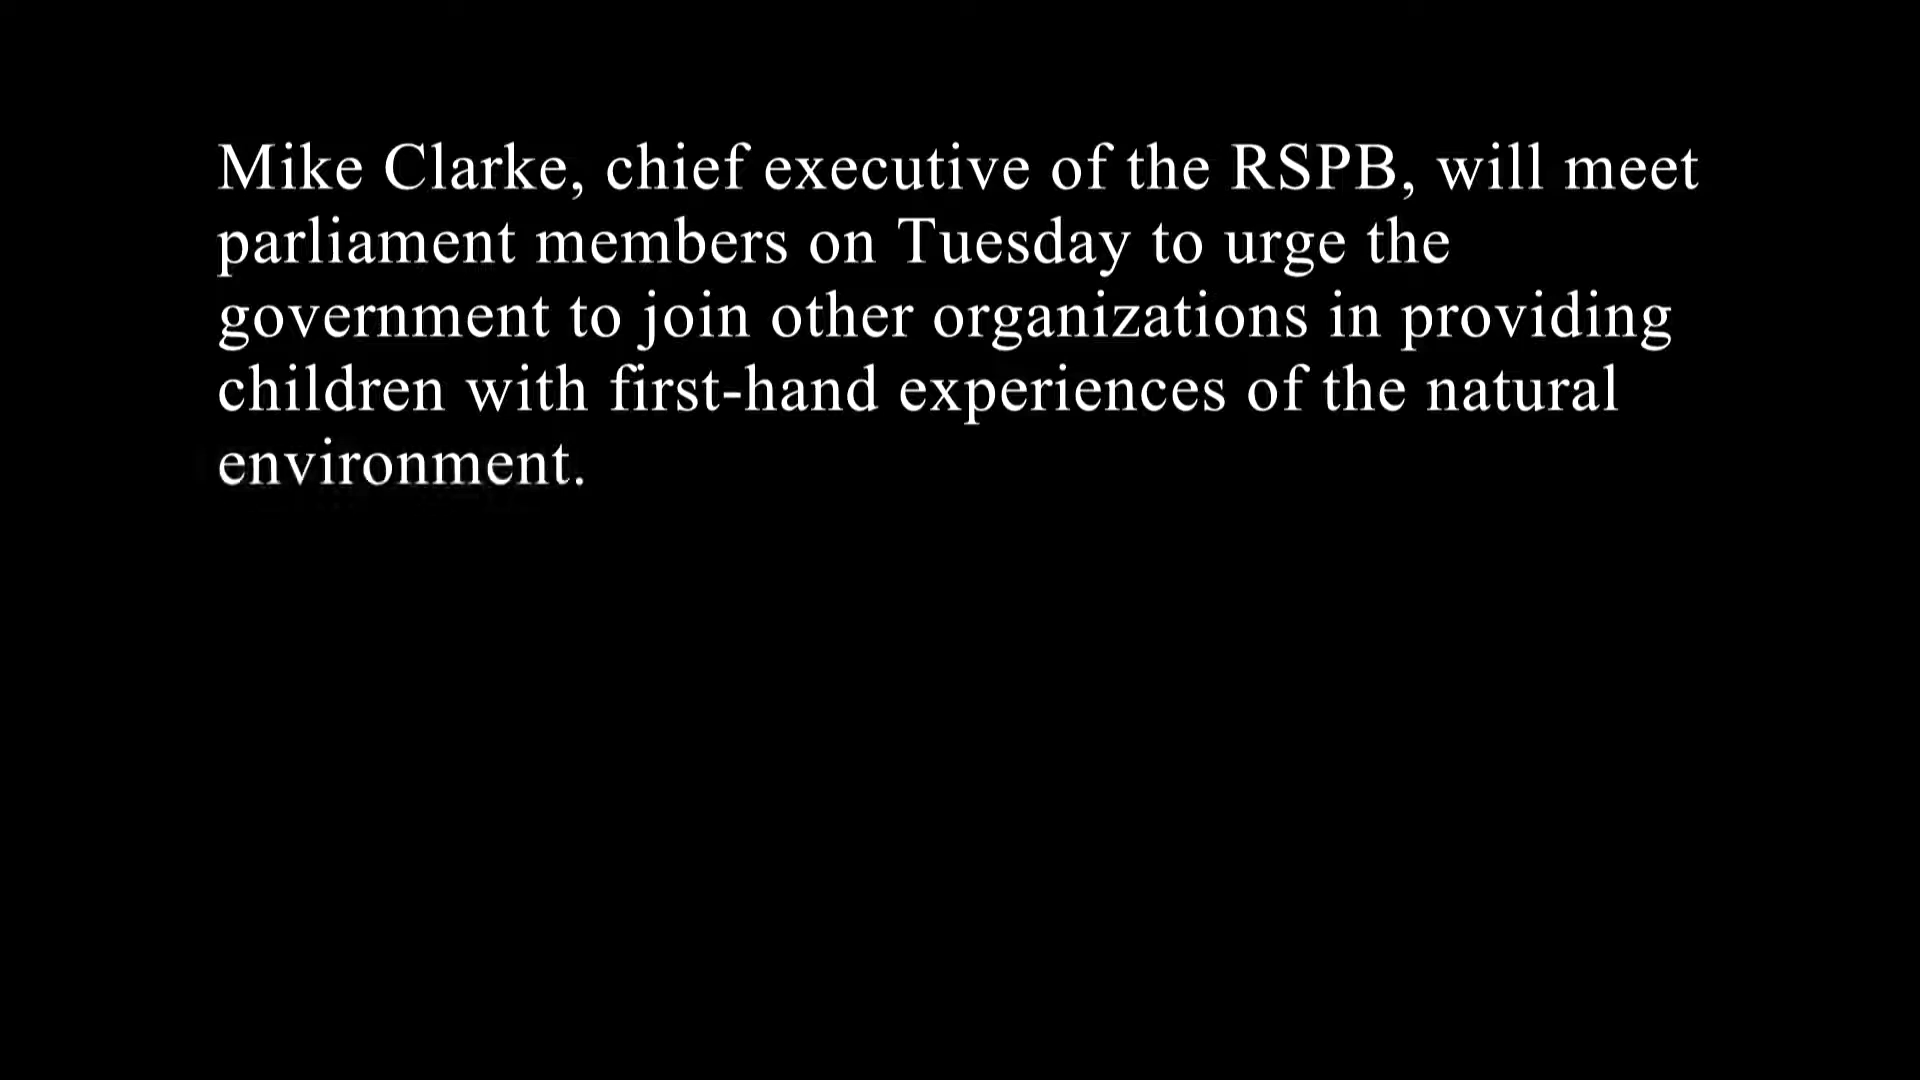 Mike Clarke, chief executive of the RSPB, will meet
parliament members on Tuesday to urge the
government to join other organizations in providing
children with first-hand experiences of the natural
environment.